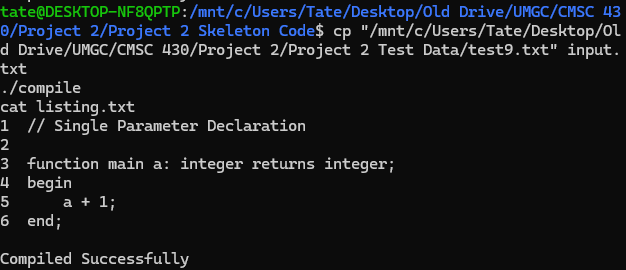 tate@DESKTOP-NF8QPTP:/mnt/c/Users/Tate/Desktop/Old Drive/UMGC/CMSC 43
0/Project 2/Project 2 Skeleton Code$ cp "/mnt/c/Users/Tate/Desktop/Ol
d Drive/UMGC/CMSC 430/Project 2/Project 2 Test Data/test9.txt" input.
txt
./compile
cat listing.txt
1  // Single Parameter Declaration
2
3  function main a: integer returns integer;
4  begin
5      a + 1;
6  end;

Compiled Successfully